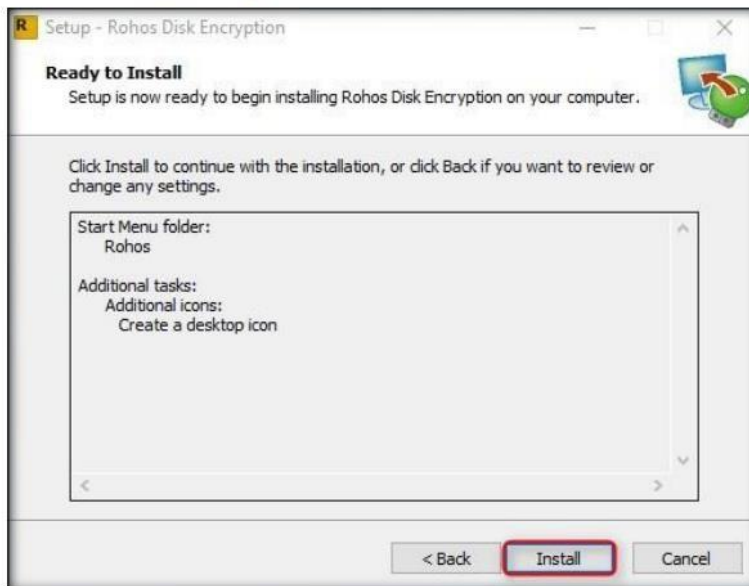 R Setup - Rohos Disk Encryption
Ready to Install
Setup is now ready to begin installing Rohos Disk Encryption on your computer.
Click Install to continue with the installation, or click Back if you want to review or
change any settings.
Start Menu folder:
Rohos
Additional tasks:
Additional icons:
Create a desktop icon
< Back Install Cancel